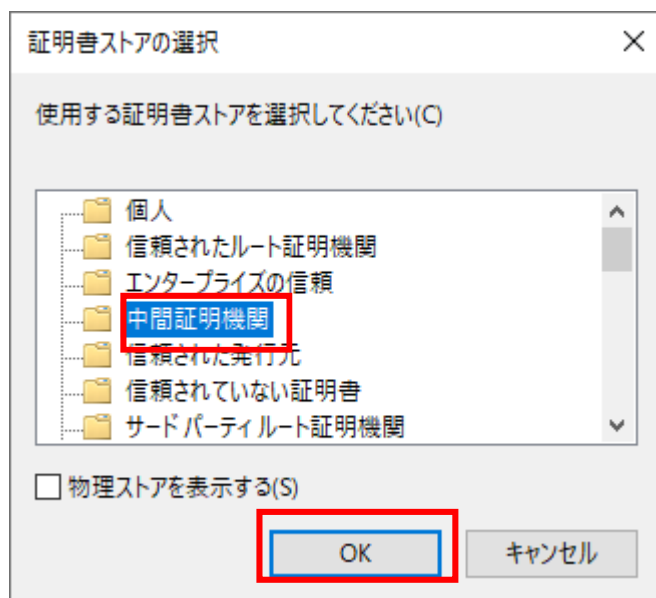 証明書ストアの選択
使用する証明書ストアを選択してください(C)
個人
信頼されたルート証明機関
エンタープライズの信頼
中間証明機関
信頼された発行元
信頼されていない証明書
サード パーティ ルート証明機関
物理ストアを表示する(S)
OK キャンセル